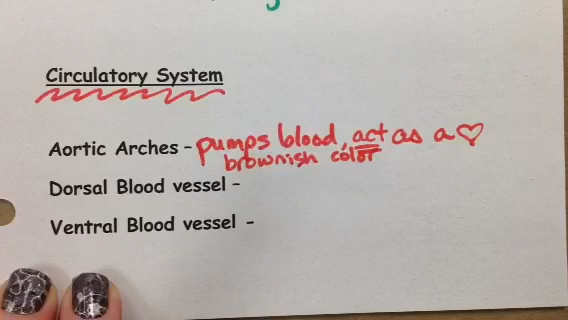 Circulatory System
Aortic Arches - pumps blood, act as a ♡
brownish color
Dorsal Blood vessel -
Ventral Blood vessel -